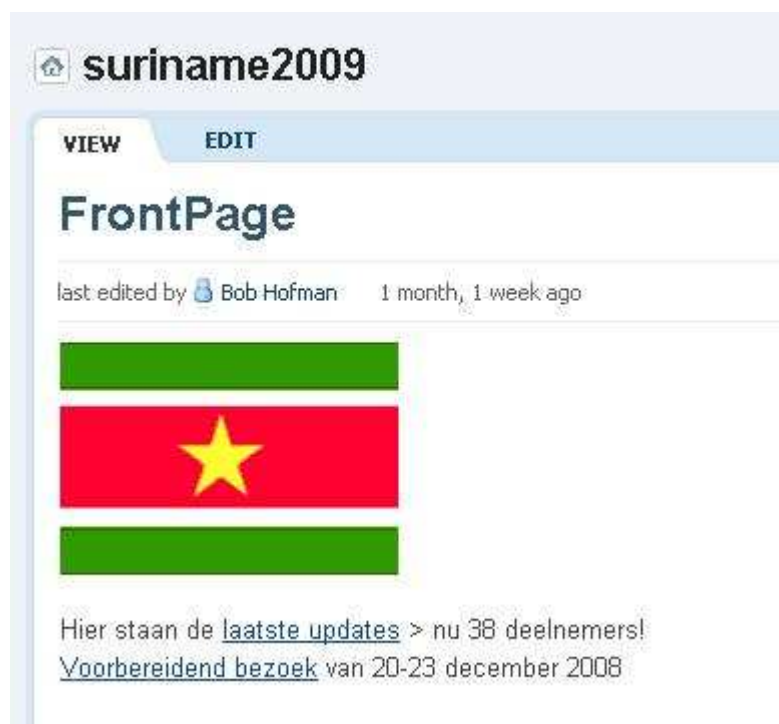 suriname2009
VIEW EDIT
FrontPage
last edited by Bob Hofman 1 month, 1 week ago
Hier staan de laatste updates > nu 38 deelnemers!
Voorbereidend bezoek van 20-23 december 2008